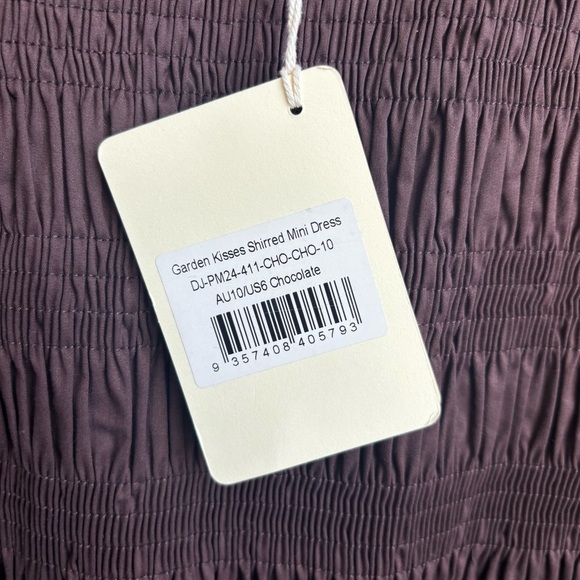 Garden Kisses Shirred Mini Dress
DJ-PM24-411-CHO-CHO-10
AU10/US6 Chocolate
9 357408 405793